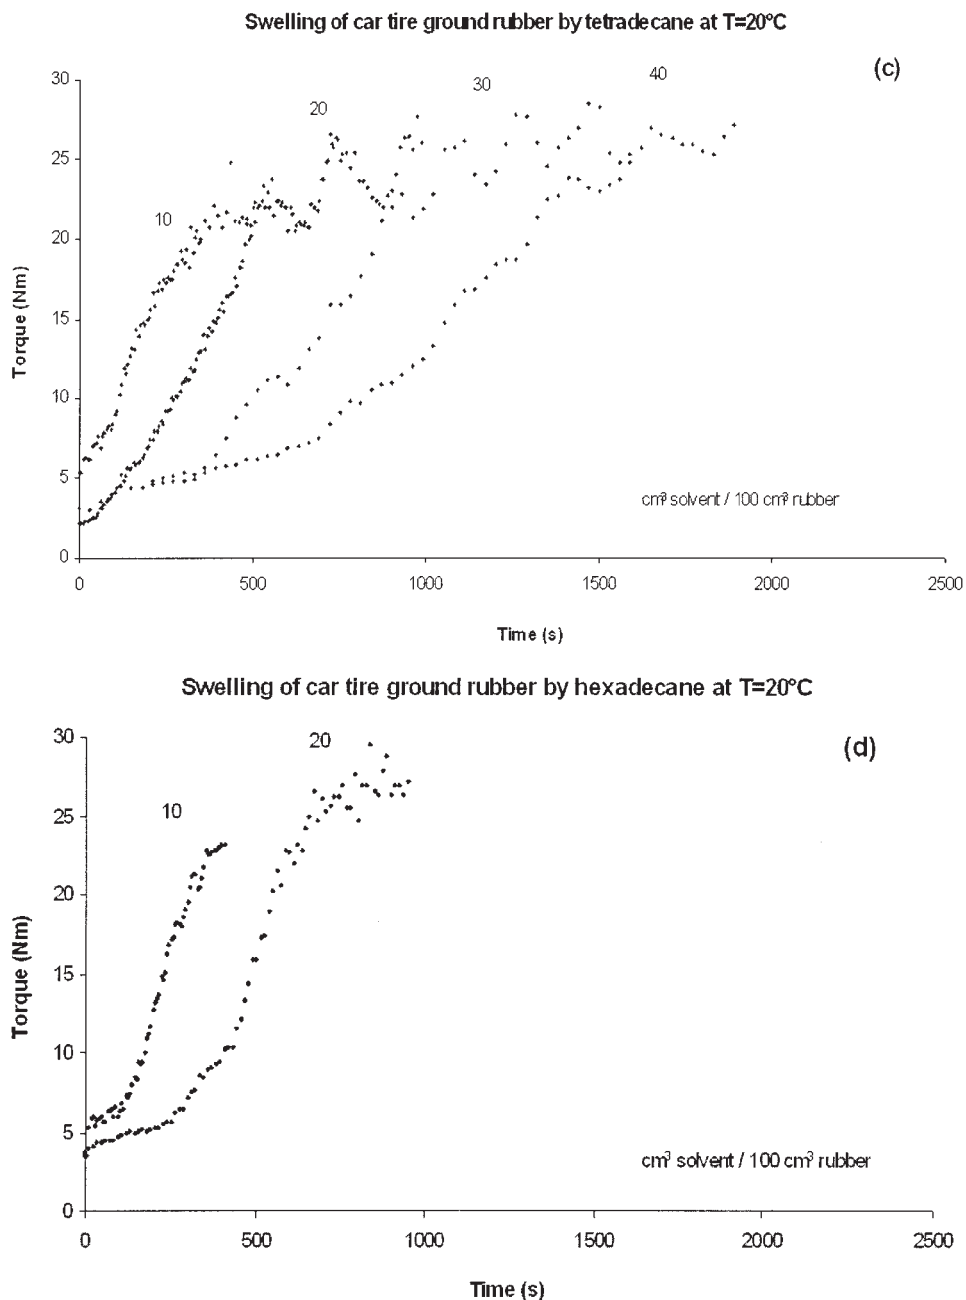 Swelling of car tire ground rubber by tetradecane at T=20°C
(c)
40
30
20
10
30
25
20
15
10
5
0
Torque (Nm)
cm³ solvent / 100 cm³ rubber
0 500 1000 1500 2000 2500
Time (s)
Swelling of car tire ground rubber by hexadecane at T=20°C
(d)
20
10
30
25
20
15
10
5
0
Torque (Nm)
cm³ solvent / 100 cm³ rubber
0 500 1000 1500 2000 2500
Time (s)